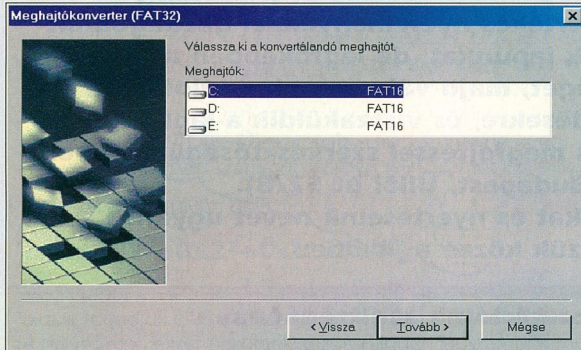 Meghajtókonverter (FAT32)
Válassza ki a konvertálandó meghajtót.
Meghajtók:
C: FAT16
D: FAT16
E: FAT16
< Vissza
Tovább >
Mégse